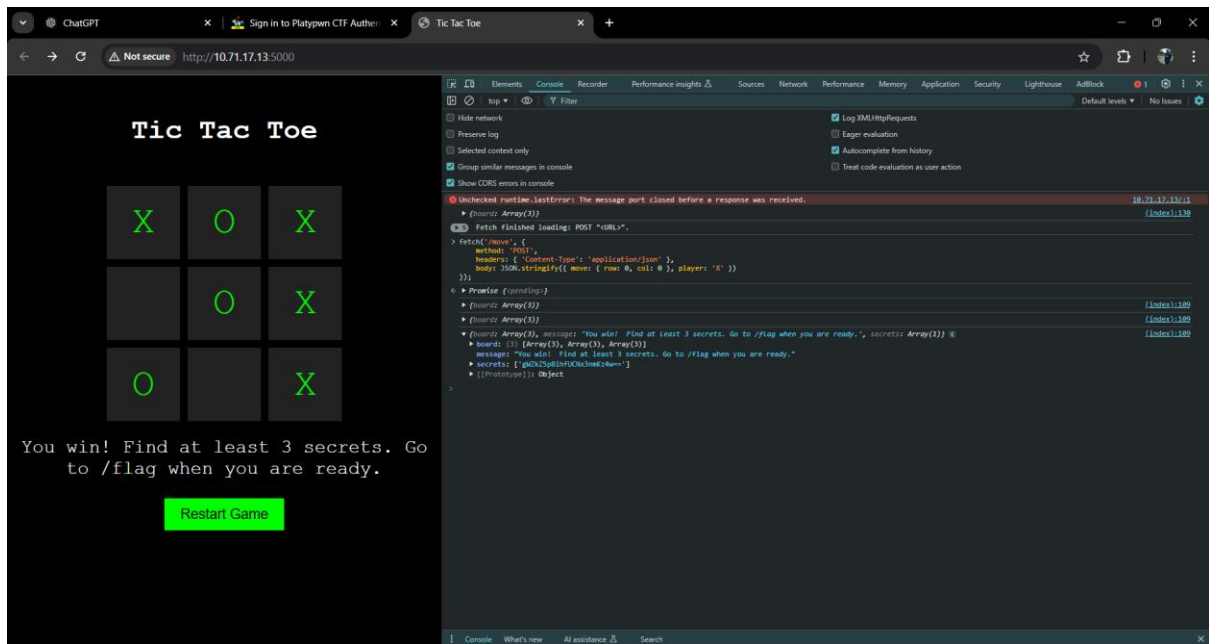 ChatGPT
Sign in to Platypwn CTF Authen
Tic Tac Toe
Not secure http://10.71.17.13:5000
Elements Console Recorder Performance insights Sources Network Performance Memory Application Security Lighthouse AdBlock 1
top Filter Default levels No Issues
Hide network Log XMLHttpRequests
Preserve log Eager evaluation
Selected context only Autocomplete from history
Group similar messages in console Treat code evaluation as user action
Show CORS errors in console
Unchecked runtime.lastError: The message port closed before a response was received. 10.71.17.13/:1
{board: Array(3)} (index):130
5 Fetch finished loading: POST "<URL>".
> fetch('/move', {
method: 'POST',
headers: { 'Content-Type': 'application/json' },
body: JSON.stringify({ move: { row: 0, col: 0 }, player: 'X' })
});
Promise {<pending>}
{board: Array(3)} (index):109
{board: Array(3)} (index):109
{board: Array(3), message: 'You win! Find at least 3 secrets. Go to /flag when you are ready.', secrets: Array(1)} (index):109
board: (3) [Array(3), Array(3), Array(3)]
message: "You win! Find at least 3 secrets. Go to /flag when you are ready."
secrets:
[[Prototype]]: Object
Tic Tac Toe
X O X
O X
O X
You win! Find at least 3 secrets. Go
to /flag when you are ready.
Restart Game
Console What's new AI assistance Search